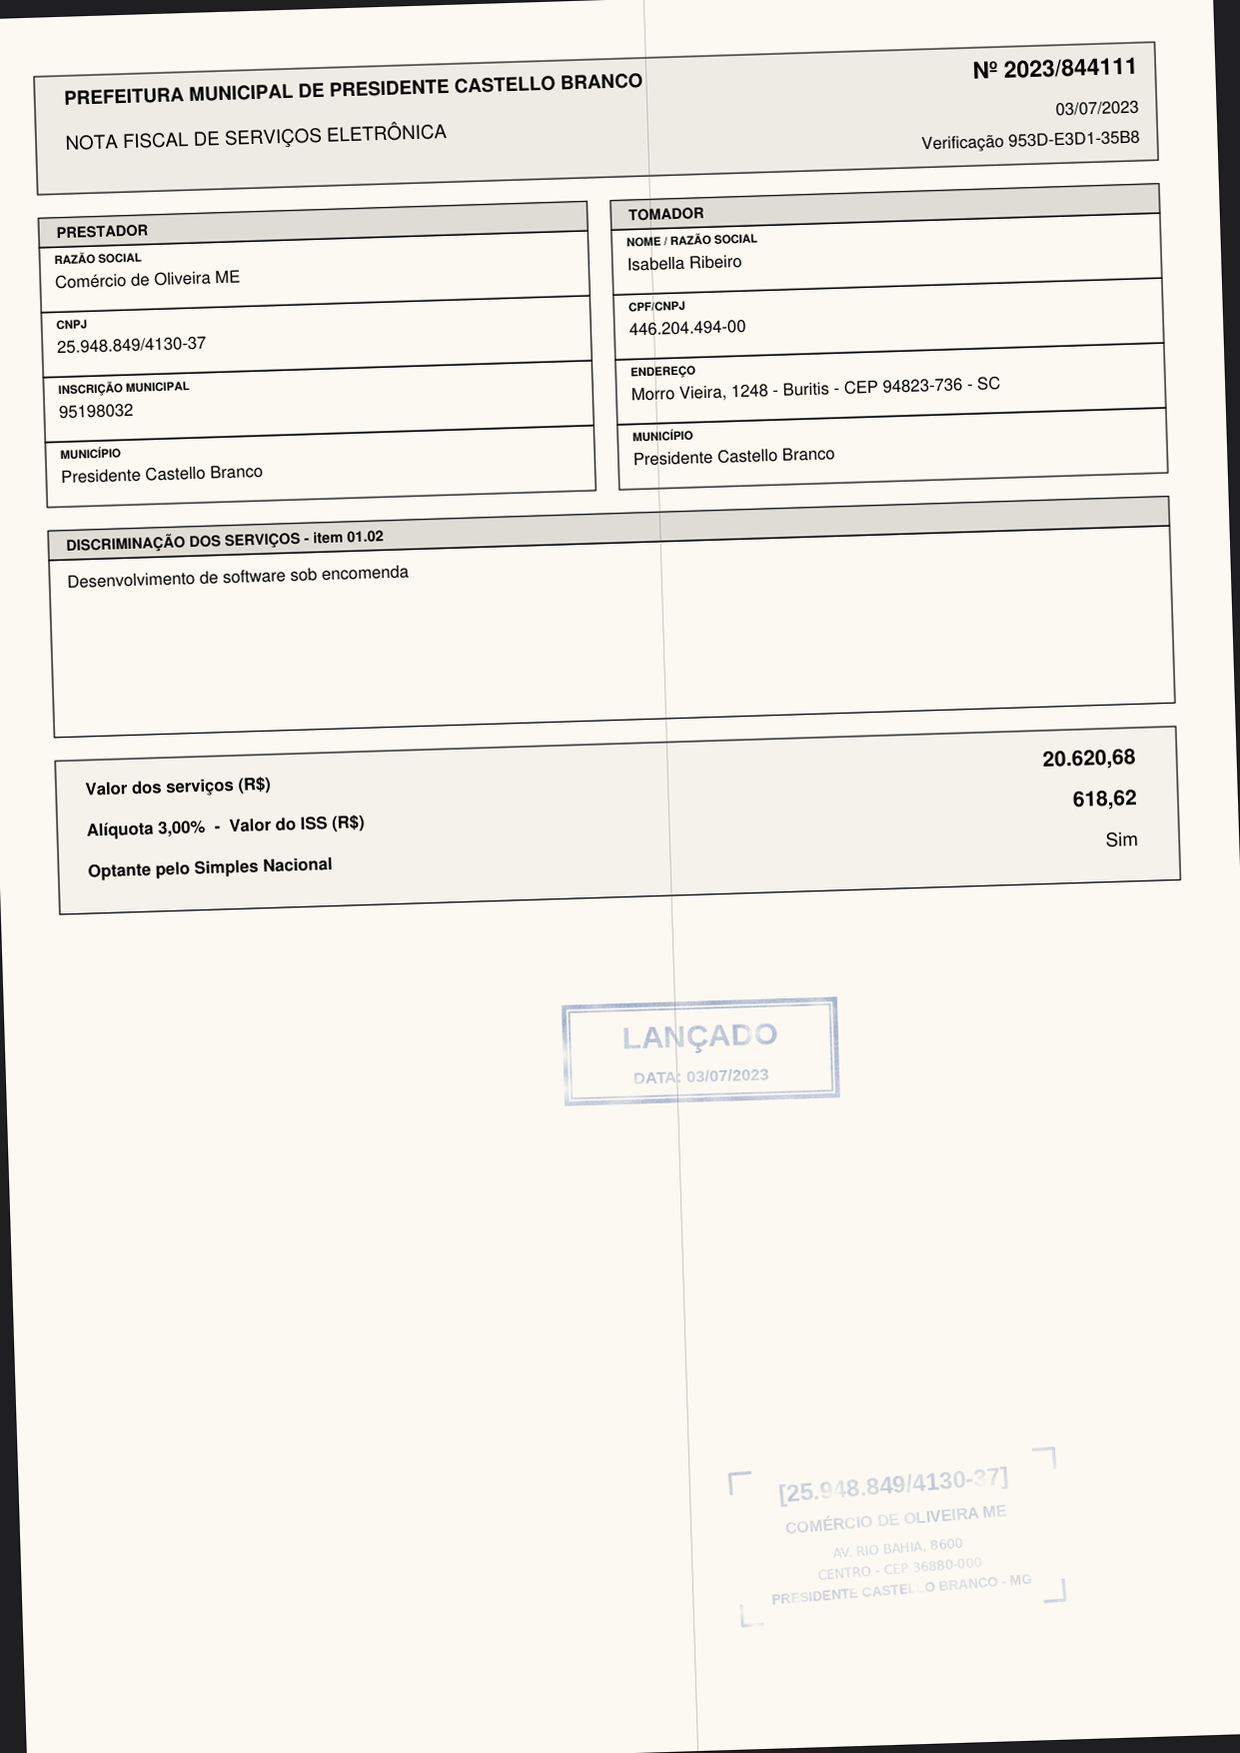 PREFEITURA MUNICIPAL DE PRESIDENTE CASTELLO BRANCO
NOTA FISCAL DE SERVIÇOS ELETRÔNICA
Nº 2023/844111
03/07/2023
Verificação 953D-E3D1-35B8
PRESTADOR
RAZÃO SOCIAL
Comércio de Oliveira ME
CNPJ
25.948.849/4130-37
INSCRIÇÃO MUNICIPAL
95198032
MUNICÍPIO
Presidente Castello Branco
TOMADOR
NOME / RAZÃO SOCIAL
Isabella Ribeiro
CPF/CNPJ
446.204.494-00
ENDEREÇO
Morro Vieira, 1248 - Buritis - CEP 94823-736 - SC
MUNICÍPIO
Presidente Castello Branco
DISCRIMINAÇÃO DOS SERVIÇOS - item 01.02
Desenvolvimento de software sob encomenda
Valor dos serviços (R$) 20.620,68
Alíquota 3,00% - Valor do ISS (R$) 618,62
Optante pelo Simples Nacional Sim
LANÇADO
DATA: 03/07/2023
[25.948.849/4130-37]
COMÉRCIO DE OLIVEIRA ME
AV. RIO BAHIA, 8600
CENTRO - CEP 36880-000
PRESIDENTE CASTELLO BRANCO - MG